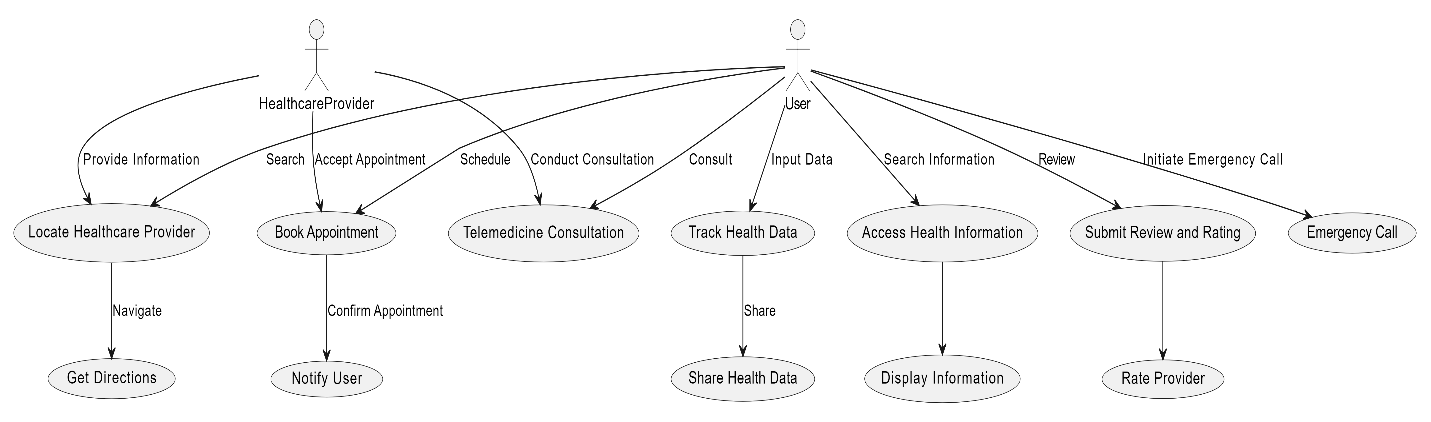 HealthcareProvider
User
Provide Information
Search
Accept Appointment
Schedule
Conduct Consultation
Consult
Input Data
Search Information
Review
Initiate Emergency Call
Locate Healthcare Provider
Book Appointment
Telemedicine Consultation
Track Health Data
Access Health Information
Submit Review and Rating
Emergency Call
Navigate
Confirm Appointment
Share
Get Directions
Notify User
Share Health Data
Display Information
Rate Provider